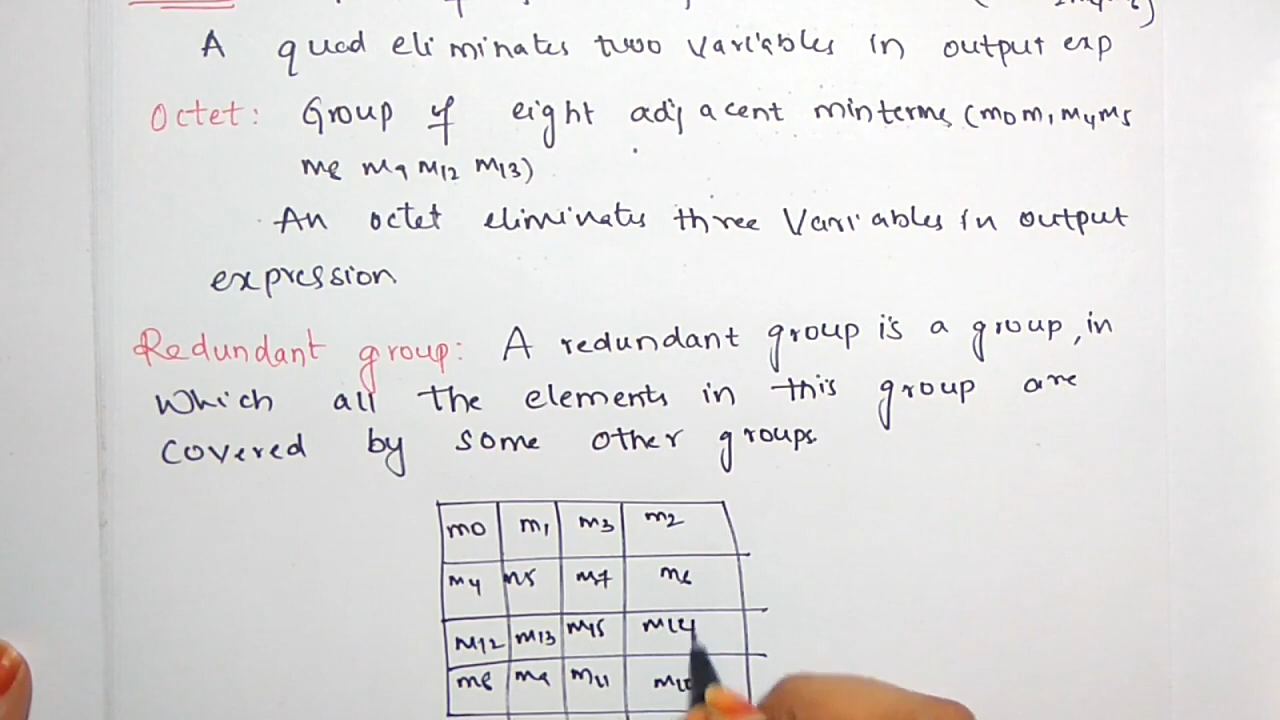 A quad eliminates two variables in output exp
Octet: Group of eight adjacent minterms (m0 m1 m4 m5
m8 m9 m12 m13)
An octet eliminates three variables in output
expression
Redundant group: A redundant group is a group, in
which all the elements in this group are
covered by some other groups.
m0 m1 m3 m2
m4 m5 m7 m6
m12 m13 m15 m14
m8 m9 m11 m10